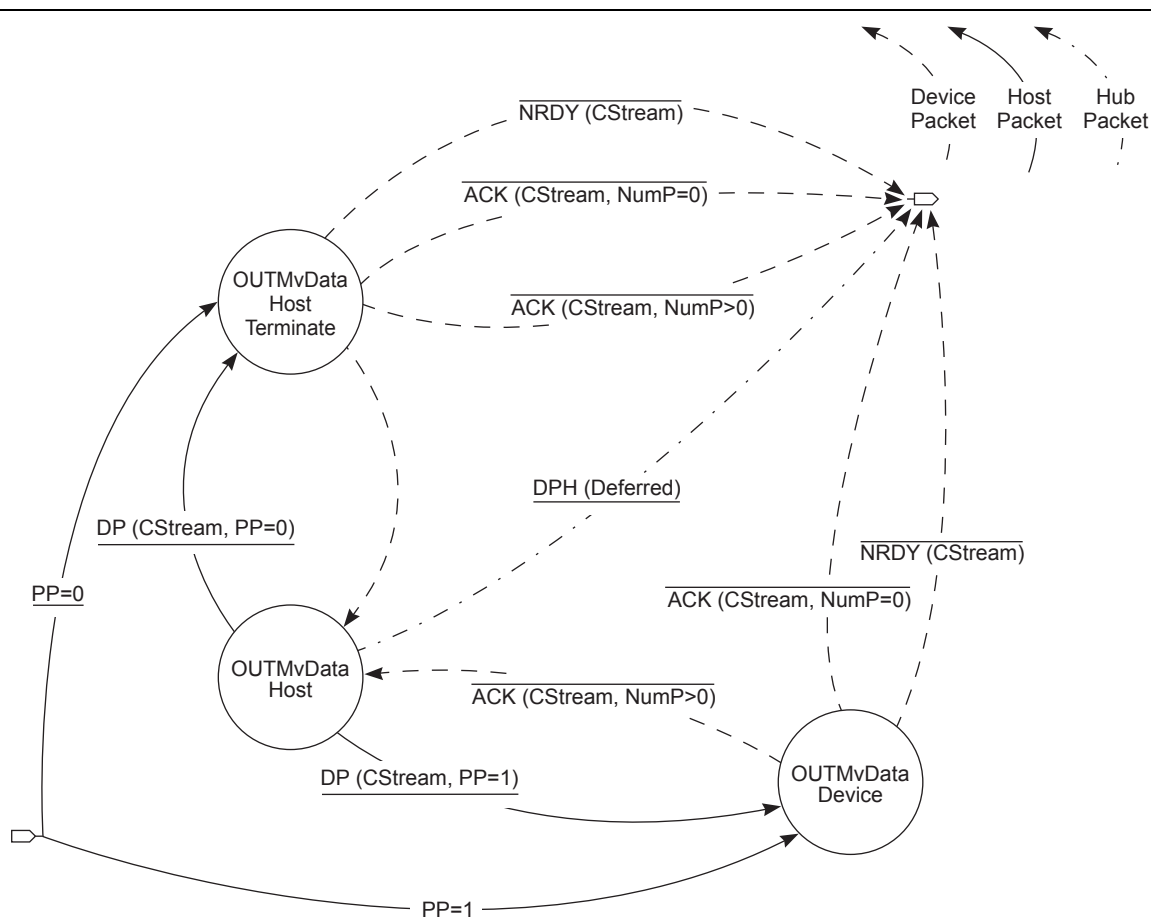 Device
Packet
Host
Packet
Hub
Packet
NRDY (CStream)
ACK (CStream, NumP=0)
OUTMvData
Host
Terminate
ACK (CStream, NumP>0)
DPH (Deferred)
DP (CStream, PP=0)
NRDY (CStream)
PP=0
ACK (CStream, NumP=0)
OUTMvData
Host
ACK (CStream, NumP>0)
DP (CStream, PP=1)
OUTMvData
Device
PP=1